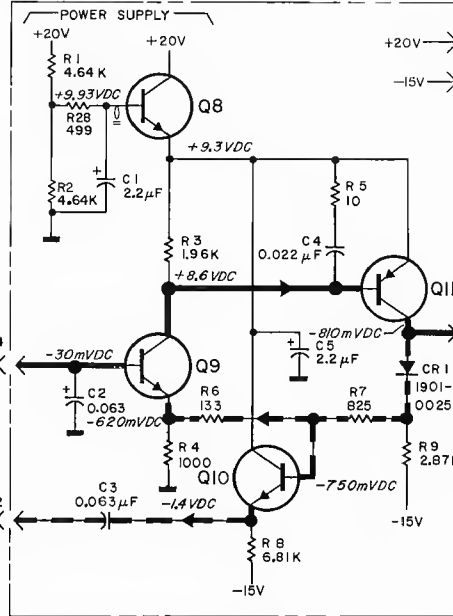 POWER SUPPLY
+20V
+20V
+20V
-15V
R1
4.64K
+9.93VDC
Q8
R28
499
+9.3VDC
R2
4.64K
C1
2.2µF
+
R5
10
R3
1.96K
C4
0.022µF
+8.6VDC
-810mVDC
-30mVDC
Q9
+
C5
2.2µF
CR1
1901-
0025
+
C2
0.063
-620mVDC
R6
133
R7
825
R4
1000
R9
2.87K
Q10
-750mVDC
C3
0.063µF
-1.4VDC
-15V
R8
6.81K
-15V